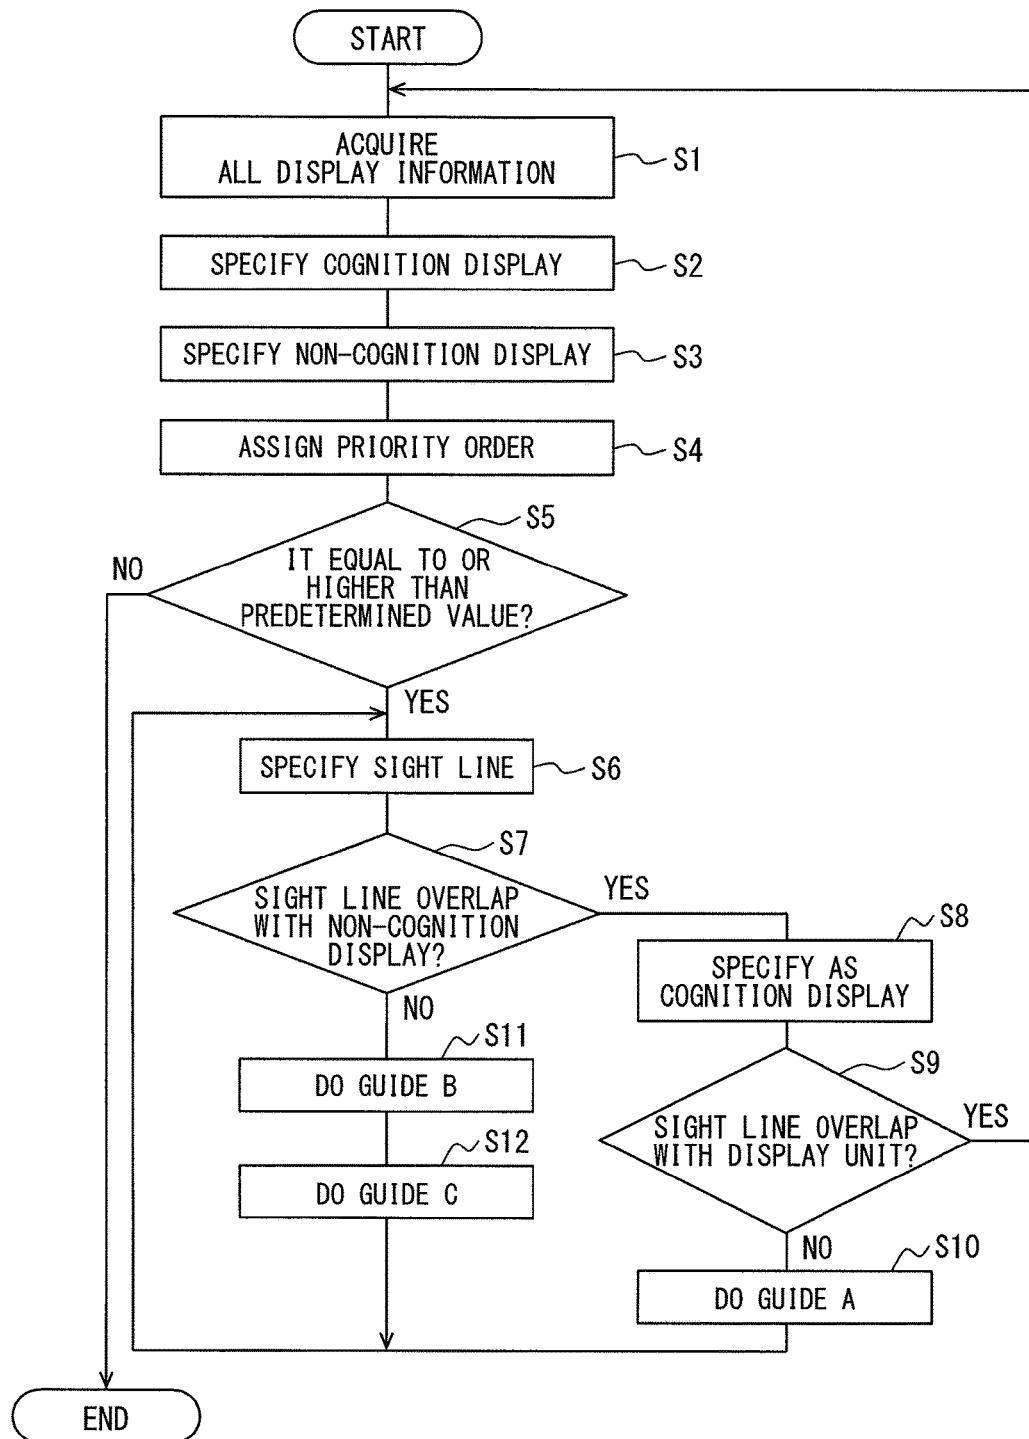 START
ACQUIRE
ALL DISPLAY INFORMATION
S1
SPECIFY COGNITION DISPLAY
S2
SPECIFY NON-COGNITION DISPLAY
S3
ASSIGN PRIORITY ORDER
S4
S5
IT EQUAL TO OR
HIGHER THAN
PREDETERMINED VALUE?
NO
YES
SPECIFY SIGHT LINE
S6
S7
SIGHT LINE OVERLAP
WITH NON-COGNITION
DISPLAY?
YES
NO
S8
SPECIFY AS
COGNITION DISPLAY
S9
SIGHT LINE OVERLAP
WITH DISPLAY UNIT?
YES
NO
S10
DO GUIDE A
S11
DO GUIDE B
S12
DO GUIDE C
END